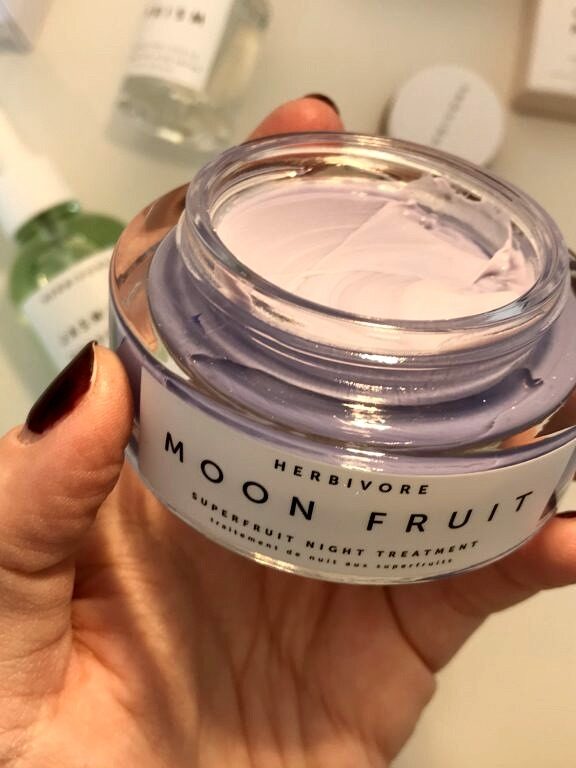 HERBIVORE
MOON FRUIT
SUPERFRUIT NIGHT TREATMENT
traitement de nuit aux superfruits